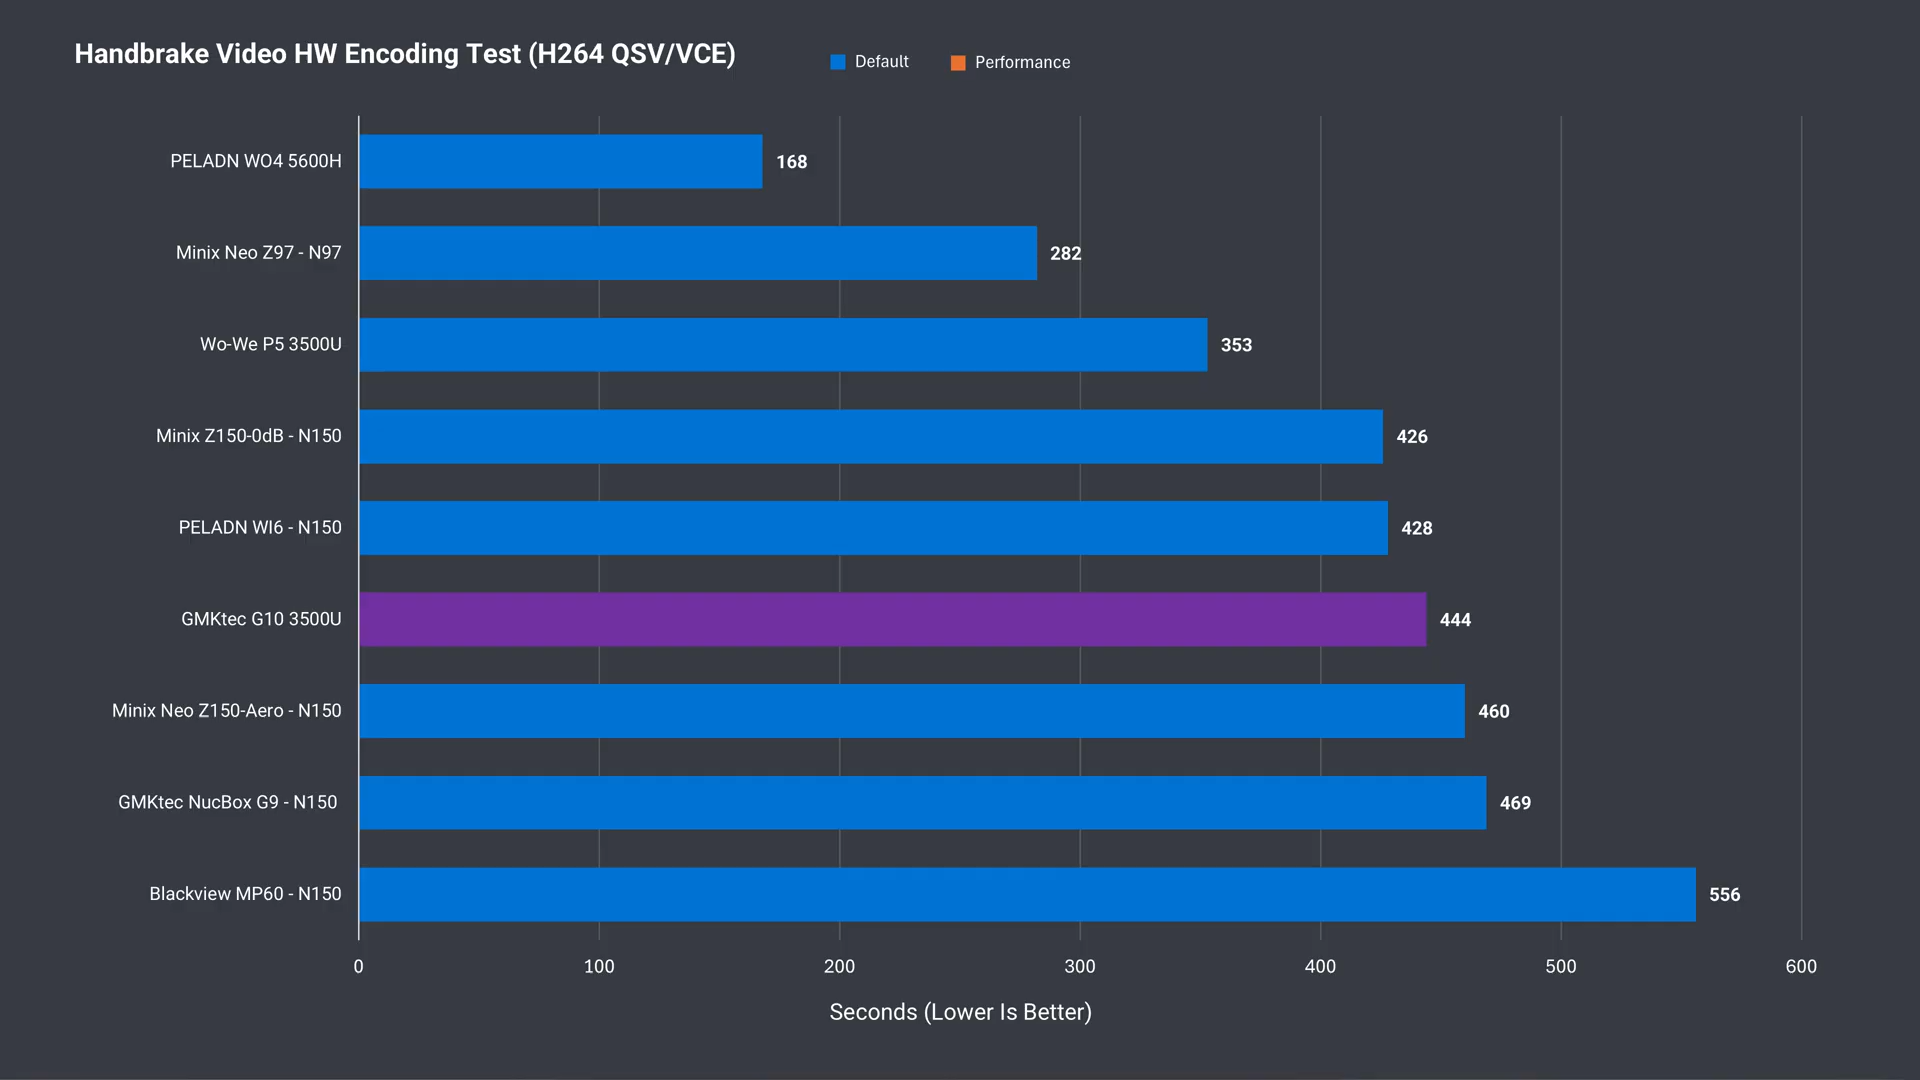 Handbrake Video HW Encoding Test (H264 QSV/VCE)
Default
Performance
PELADN WO4 5600H
168
Minix Neo Z97 - N97
282
Wo-We P5 3500U
353
Minix Z150-0dB - N150
426
PELADN WI6 - N150
428
GMKtec G10 3500U
444
Minix Neo Z150-Aero - N150
460
GMKtec NucBox G9 - N150
469
Blackview MP60 - N150
556
0 100 200 300 400 500 600
Seconds (Lower Is Better)